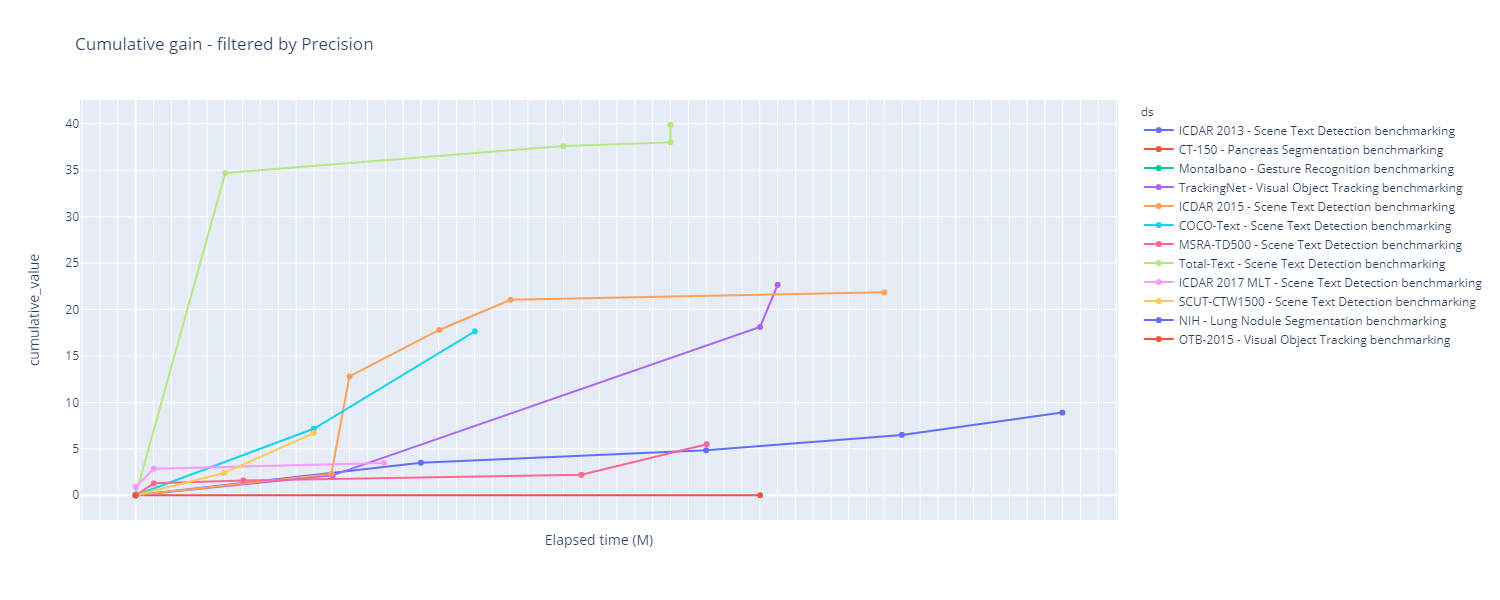 Cumulative gain - filtered by Precision
40
35
30
25
20
15
10
5
0
cumulative_value
Elapsed time (M)
ds
ICDAR 2013 - Scene Text Detection benchmarking
CT-150 - Pancreas Segmentation benchmarking
Montalbano - Gesture Recognition benchmarking
TrackingNet - Visual Object Tracking benchmarking
ICDAR 2015 - Scene Text Detection benchmarking
COCO-Text - Scene Text Detection benchmarking
MSRA-TD500 - Scene Text Detection benchmarking
Total-Text - Scene Text Detection benchmarking
ICDAR 2017 MLT - Scene Text Detection benchmarking
SCUT-CTW1500 - Scene Text Detection benchmarking
NIH - Lung Nodule Segmentation benchmarking
OTB-2015 - Visual Object Tracking benchmarking